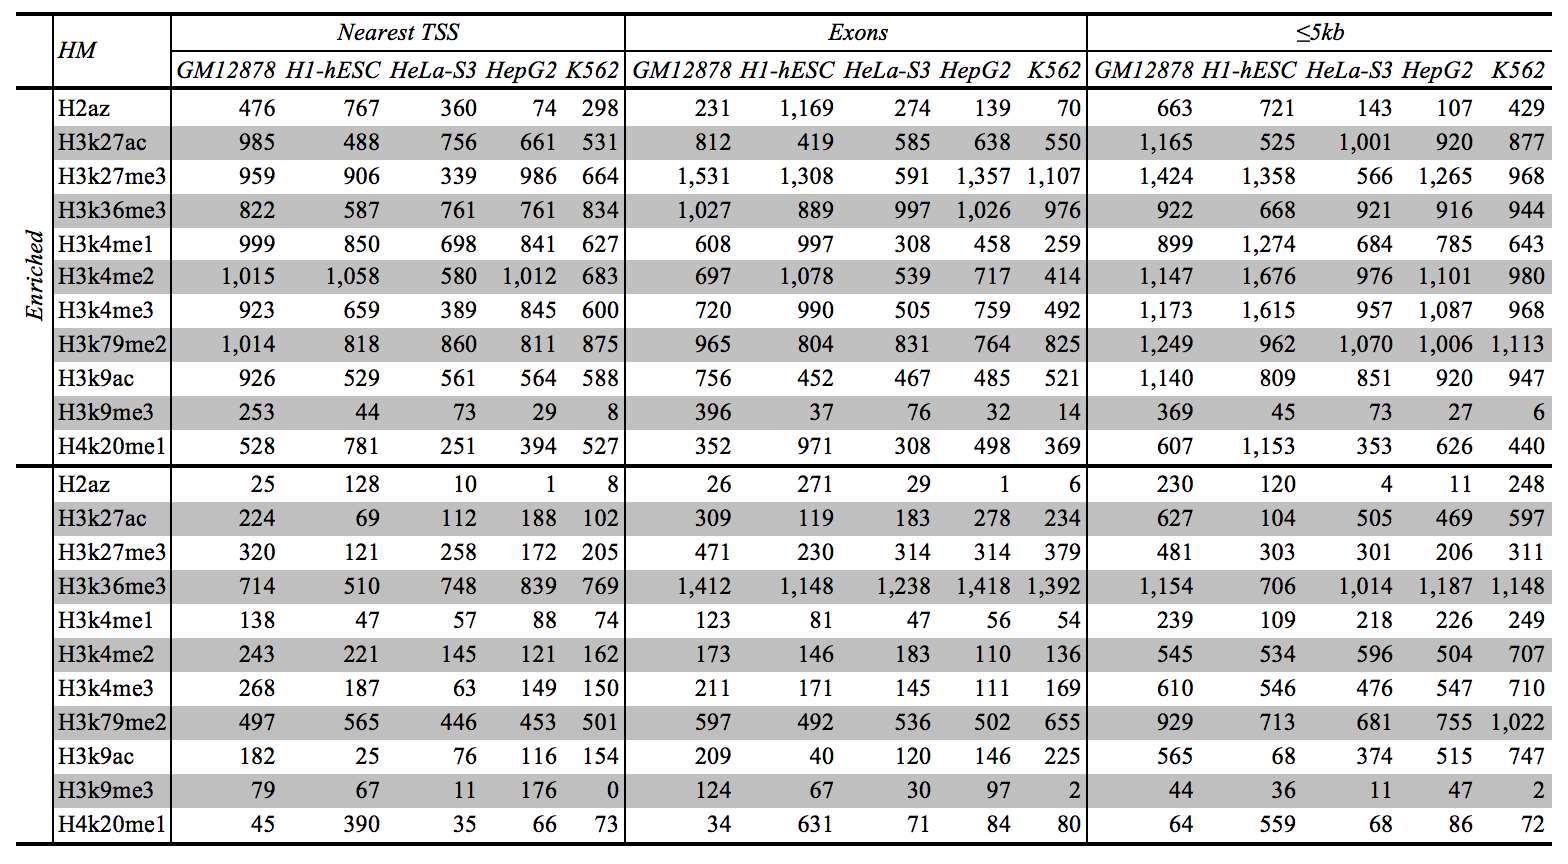 HM Nearest TSS Exons ≤5kb
GM12878 H1-hESC HeLa-S3 HepG2 K562 GM12878 H1-hESC HeLa-S3 HepG2 K562 GM12878 H1-hESC HeLa-S3 HepG2 K562
Enriched
H2az 476 767 360 74 298 231 1,169 274 139 70 663 721 143 107 429
H3k27ac 985 488 756 661 531 812 419 585 638 550 1,165 525 1,001 920 877
H3k27me3 959 906 339 986 664 1,531 1,308 591 1,357 1,107 1,424 1,358 566 1,265 968
H3k36me3 822 587 761 761 834 1,027 889 997 1,026 976 922 668 921 916 944
H3k4me1 999 850 698 841 627 608 997 308 458 259 899 1,274 684 785 643
H3k4me2 1,015 1,058 580 1,012 683 697 1,078 539 717 414 1,147 1,676 976 1,101 980
H3k4me3 923 659 389 845 600 720 990 505 759 492 1,173 1,615 957 1,087 968
H3k79me2 1,014 818 860 811 875 965 804 831 764 825 1,249 962 1,070 1,006 1,113
H3k9ac 926 529 561 564 588 756 452 467 485 521 1,140 809 851 920 947
H3k9me3 253 44 73 29 8 396 37 76 32 14 369 45 73 27 6
H4k20me1 528 781 251 394 527 352 971 308 498 369 607 1,153 353 626 440
H2az 25 128 10 1 8 26 271 29 1 6 230 120 4 11 248
H3k27ac 224 69 112 188 102 309 119 183 278 234 627 104 505 469 597
H3k27me3 320 121 258 172 205 471 230 314 314 379 481 303 301 206 311
H3k36me3 714 510 748 839 769 1,412 1,148 1,238 1,418 1,392 1,154 706 1,014 1,187 1,148
H3k4me1 138 47 57 88 74 123 81 47 56 54 239 109 218 226 249
H3k4me2 243 221 145 121 162 173 146 183 110 136 545 534 596 504 707
H3k4me3 268 187 63 149 150 211 171 145 111 169 610 546 476 547 710
H3k79me2 497 565 446 453 501 597 492 536 502 655 929 713 681 755 1,022
H3k9ac 182 25 76 116 154 209 40 120 146 225 565 68 374 515 747
H3k9me3 79 67 11 176 0 124 67 30 97 2 44 36 11 47 2
H4k20me1 45 390 35 66 73 34 631 71 84 80 64 559 68 86 72